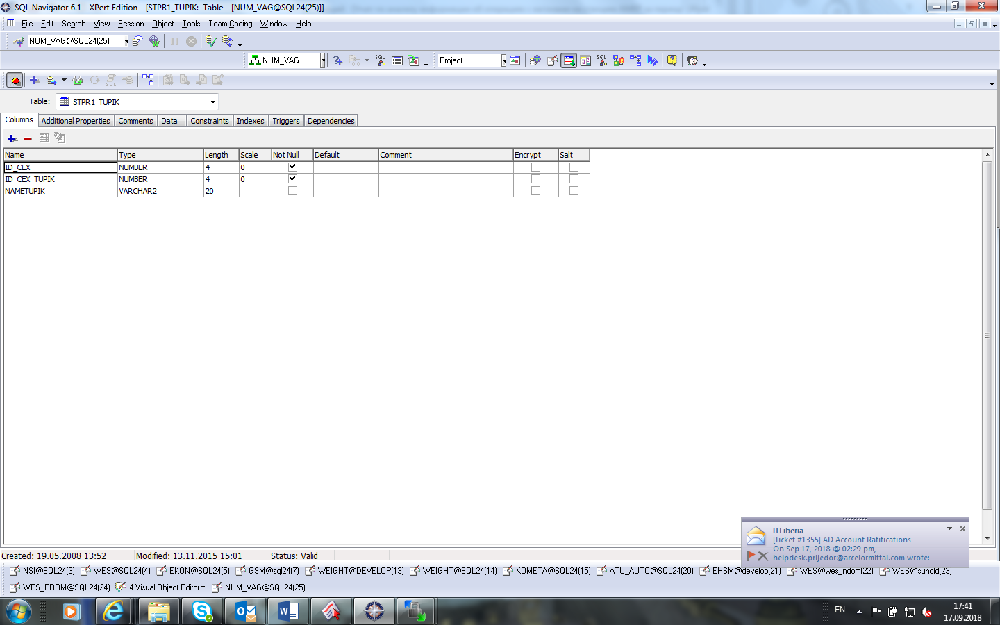 SQL Navigator 6.1 - XPert Edition - [STPR1_TUPIK:  Table - [NUM_VAG@SQL24(25)]]
File Edit Search View Session Object Tools Team Coding Window Help
NUM_VAG@SQL24(25)
NUM_VAG Project1
Table: STPR1_TUPIK
Columns Additional Properties Comments Data Constraints Indexes Triggers Dependencies
Name Type Length Scale Not Null Default Comment Encrypt Salt
ID_CEX NUMBER 4 0
ID_CEX_TUPIK NUMBER 4 0
NAMETUPIK VARCHAR2 20
ITLiberia
[Ticket #1355] AD Account Ratifications
On Sep 17, 2018 @ 02:29 pm,
helpdesk.prijedor@arcelormittal.com wrote:
Created: 19.05.2008 13:52 Modified: 13.11.2015 15:01 Status: Valid
NSI@SQL24(3) WES@SQL24(4) EKON@SQL24(5) GSM@sql24(7) WEIGHT@DEVELOP(13) WEIGHT@SQL24(14) KOMETA@SQL24(15) ATU_AUTO@SQL24(20) EHSM@develop(21) WES@wes_ndom(22) WES@sunold(23)
WES_PROM@SQL24(24) 4 Visual Object Editor NUM_VAG@SQL24(25)
EN 17:41
17.09.2018